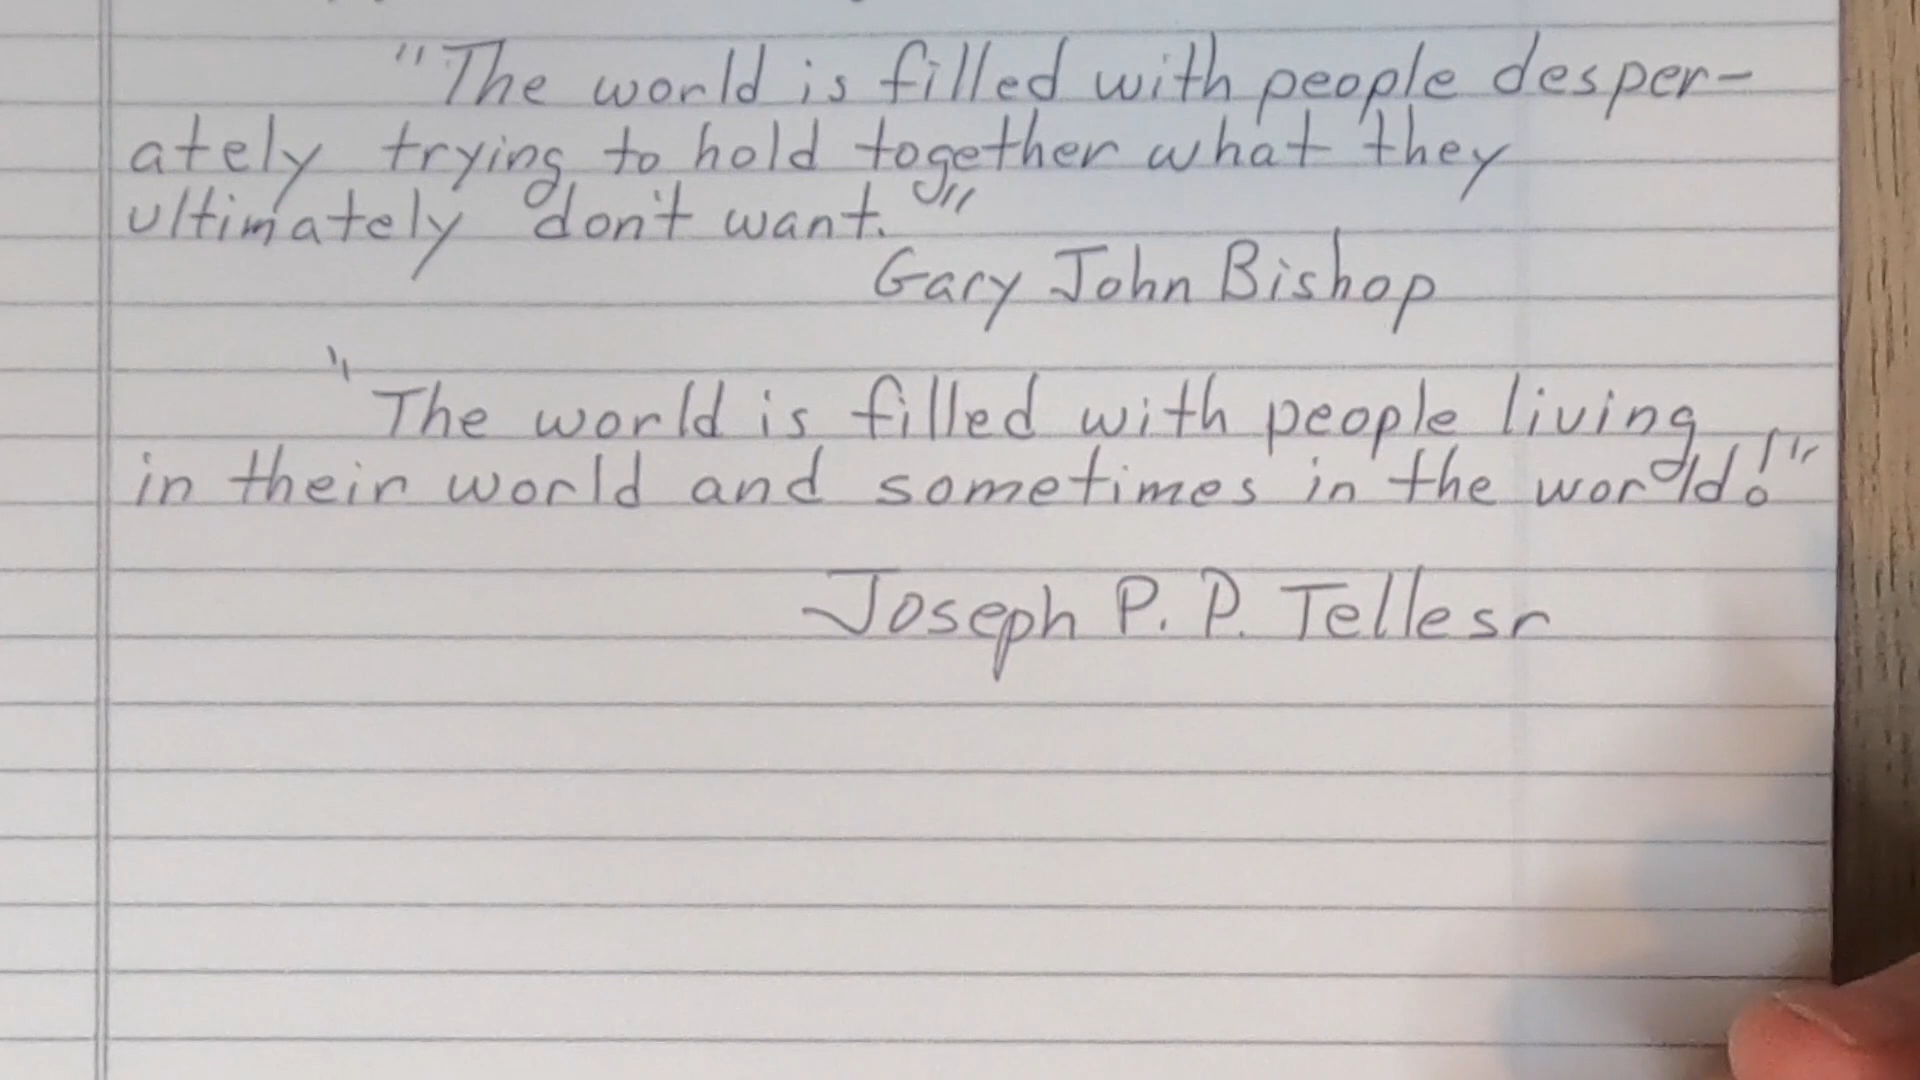 "The world is filled with people desper-
ately trying to hold together what they
ultimately don't want."
Gary John Bishop
"The world is filled with people living
in their world and sometimes in the world!"
Joseph P. P. Tellesr